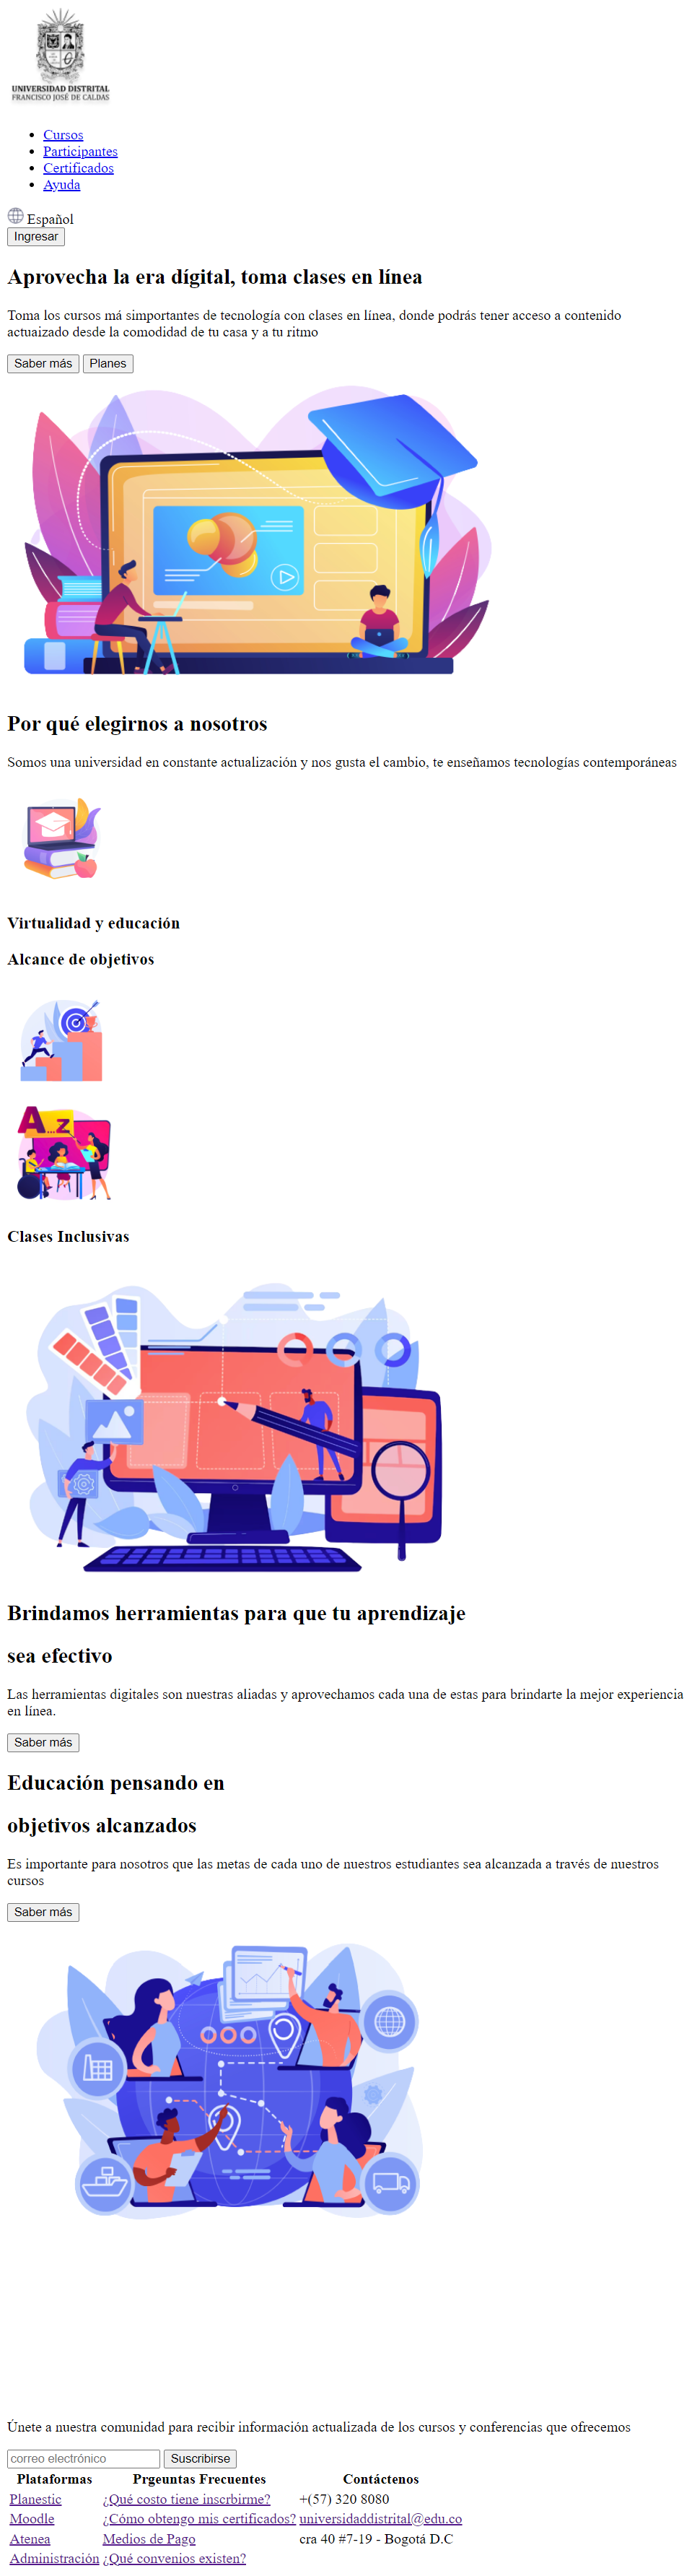 UNIVERSIDAD DISTRITAL
FRANCISCO JOSÉ DE CALDAS
Cursos
Participantes
Certificados
Ayuda
Español
Ingresar
Aprovecha la era dígital, toma clases en línea
Toma los cursos má simportantes de tecnología con clases en línea, donde podrás tener acceso a contenido
actuaizado desde la comodidad de tu casa y a tu ritmo
Saber más Planes
Por qué elegirnos a nosotros
Somos una universidad en constante actualización y nos gusta el cambio, te enseñamos tecnologías contemporáneas
Virtualidad y educación
Alcance de objetivos
A...Z
Clases Inclusivas
Brindamos herramientas para que tu aprendizaje
sea efectivo
Las herramientas digitales son nuestras aliadas y aprovechamos cada una de estas para brindarte la mejor experiencia
en línea.
Saber más
Educación pensando en
objetivos alcanzados
Es importante para nosotros que las metas de cada uno de nuestros estudiantes sea alcanzada a través de nuestros
cursos
Saber más
Únete a nuestra comunidad para recibir información actualizada de los cursos y conferencias que ofrecemos
correo electrónico Suscribirse
Plataformas Prgeuntas Frecuentes Contáctenos
Planestic ¿Qué costo tiene inscrbirme? +(57) 320 8080
Moodle ¿Cómo obtengo mis certificados? universidaddistrital@edu.co
Atenea Medios de Pago cra 40 #7-19 - Bogotá D.C
Administración ¿Qué convenios existen?